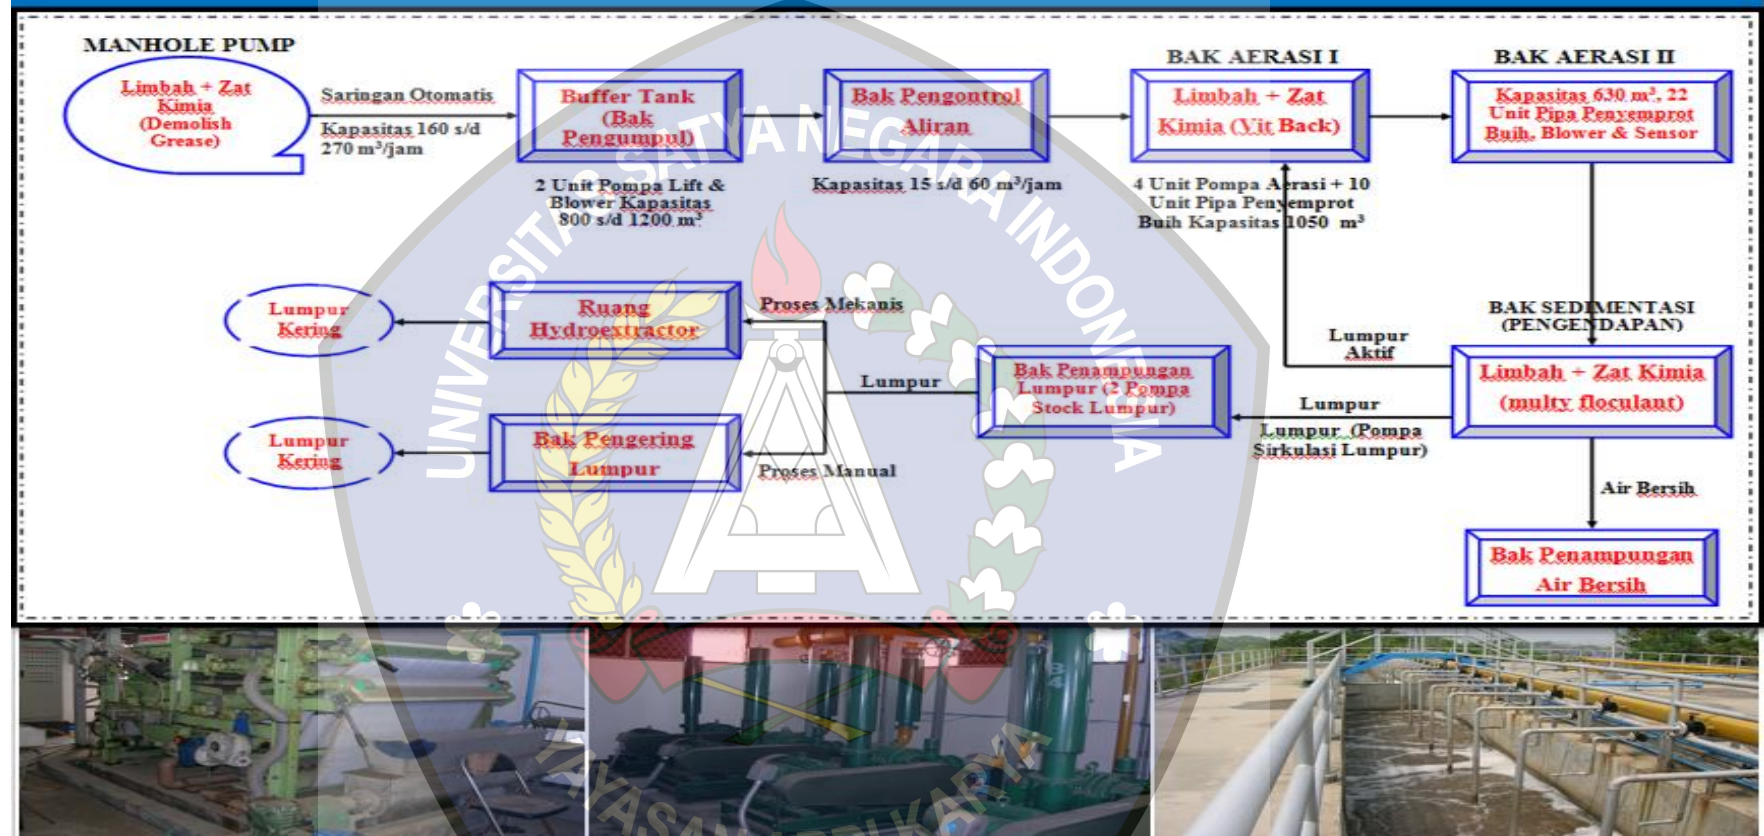 MANHOLE PUMP
Limbah + Zat
Kimia
(Demolish
Grease)
Saringan Otomatis
Kapasitas 160 s/d
270 m³/jam
Buffer Tank
(Bak
Pengumpul)
2 Unit Pompa Lift &
Blower Kapasitas
800 s/d 1200 m³
Bak Pengontrol
Aliran
Kapasitas 15 s/d 60 m³/jam
BAK AERASI I
Limbah + Zat
Kimia (Vit Back)
4 Unit Pompa Aerasi + 10
Unit Pipa Penyemprot
Buih Kapasitas 1050 m³
BAK AERASI II
Kapasitas 630 m³, 22
Unit Pipa Penyemprot
Buih, Blower & Sensor
BAK SEDIMENTASI
(PENGENDAPAN)
Limbah + Zat Kimia
(multy floculant)
Lumpur
Aktif
Lumpur
Lumpur (Pompa
Sirkulasi Lumpur)
Air Bersih
Bak Penampungan
Air Bersih
Bak Penampungan
Lumpur (2 Pompa
Stock Lumpur)
Lumpur
Proses Mekanis
Ruang
Hydroextractor
Lumpur
Kering
Proses Manual
Bak Pengering
Lumpur
Lumpur
Kering
UNIVERSITAS SATYA NEGARA INDONESIA